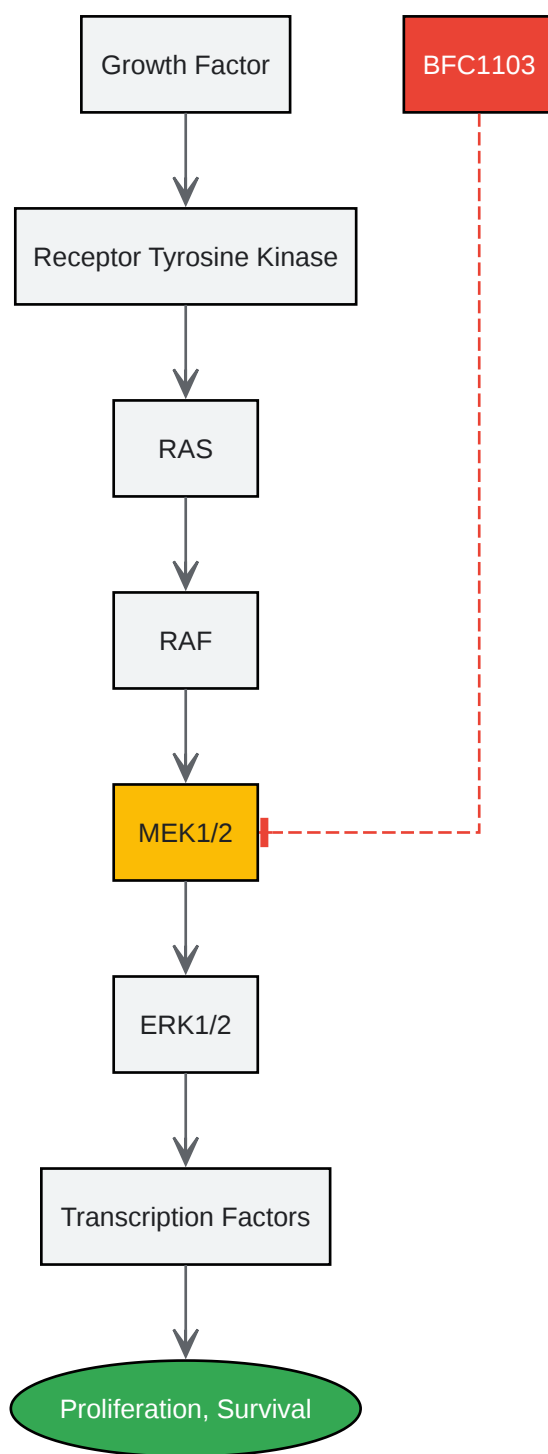 Growth Factor
BFC1103
Receptor Tyrosine Kinase
RAS
RAF
MEK1/2
ERK1/2
Transcription Factors
Proliferation, Survival